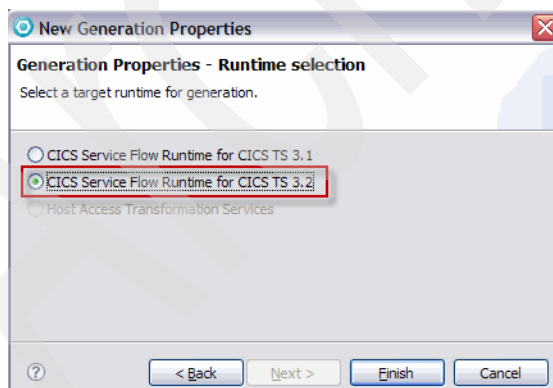 New Generation Properties
Generation Properties - Runtime selection
Select a target runtime for generation.
CICS Service Flow Runtime for CICS TS 3.1
CICS Service Flow Runtime for CICS TS 3.2
Host Access Transformation Services
? < Back Next > Finish Cancel